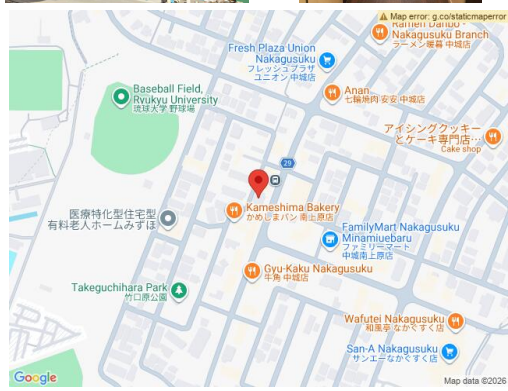 Map error: g.co/staticmaperror
Ramen Danbo -
Nakagusuku Branch
ラーメン暖暮 中城店
Fresh Plaza Union
Nakagusuku
フレッシュプラザ
ユニオン 中城店
Baseball Field,
Ryukyu University
琉球大学 野球場
Anan
七輪焼肉 安安 中城店
アイシングクッキー
とケーキ専門店…
Cake shop
29
Kameshima Bakery
かめしまパン 南上原店
医療特化型住宅型
有料老人ホームみずほ
FamilyMart Nakagusuku
Minamiuebaru
ファミリーマート
中城南上原店
Gyu-Kaku Nakagusuku
牛角 中城店
Takeguchihara Park
竹口原公園
Wafutei Nakagusuku
和風亭 なかぐすく店
San-A Nakagusuku
サンエーなかぐすく店
Google
Map data ©2026